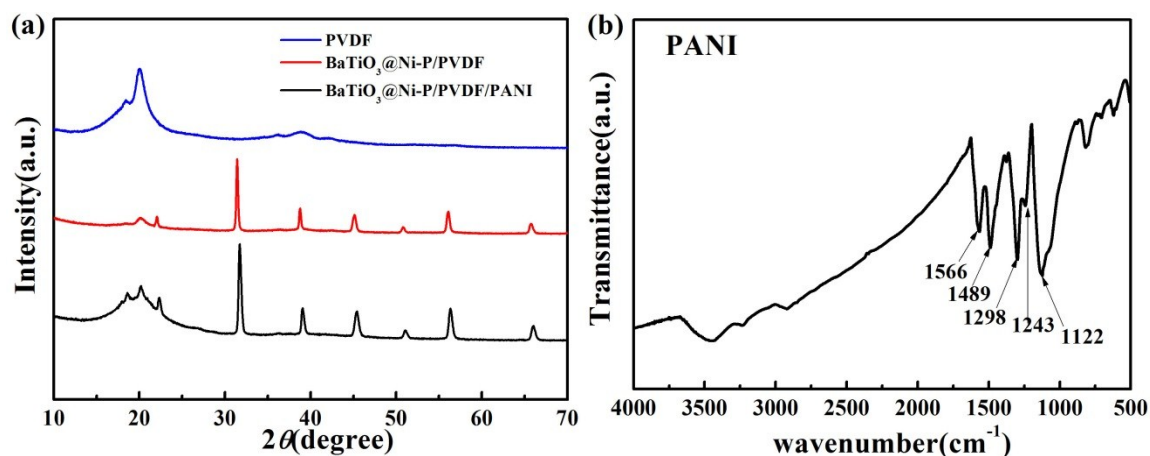 (a)
PVDF
BaTiO₃@Ni-P/PVDF
BaTiO₃@Ni-P/PVDF/PANI
Intensity(a.u.)
10 20 30 40 50 60 70
2θ(degree)
(b)
PANI
Transmittance(a.u.)
1566
1489
1298
1243
1122
4000 3500 3000 2500 2000 1500 1000 500
wavenumber(cm⁻¹)